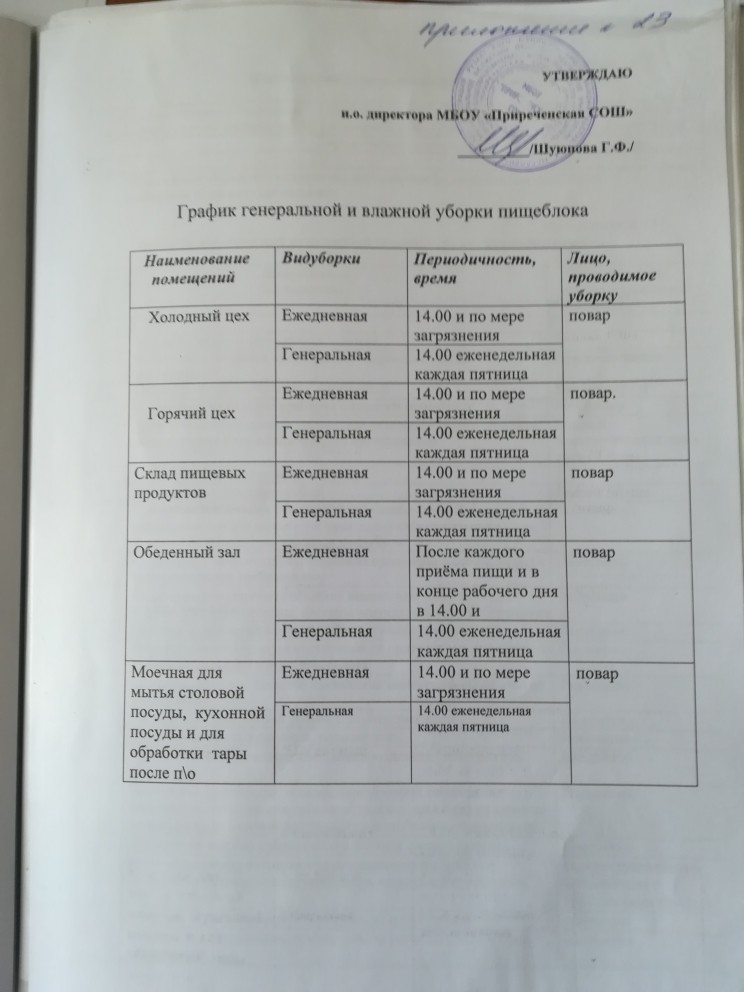 приложение к 23
УТВЕРЖДАЮ
и.о. директора МБОУ «Приреченская СОШ»
/Шуюпова Г.Ф./
График генеральной и влажной уборки пищеблока
Наименование помещений Видуборки Периодичность, время Лицо, проводимое уборку
Холодный цех Ежедневная 14.00 и по мере загрязнения повар
Генеральная 14.00 еженедельная каждая пятница
Горячий цех Ежедневная 14.00 и по мере загрязнения повар.
Генеральная 14.00 еженедельная каждая пятница
Склад пищевых продуктов Ежедневная 14.00 и по мере загрязнения повар
Генеральная 14.00 еженедельная каждая пятница
Обеденный зал Ежедневная После каждого приёма пищи и в конце рабочего дня в 14.00 и повар
Генеральная 14.00 еженедельная каждая пятница
Моечная для мытья столовой посуды, кухонной посуды и для обработки тары после п\о Ежедневная 14.00 и по мере загрязнения повар
Генеральная 14.00 еженедельная каждая пятница